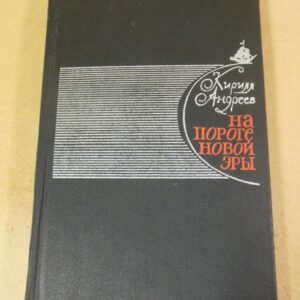 Кирилл
Андреев
на
пороге
новой
эры